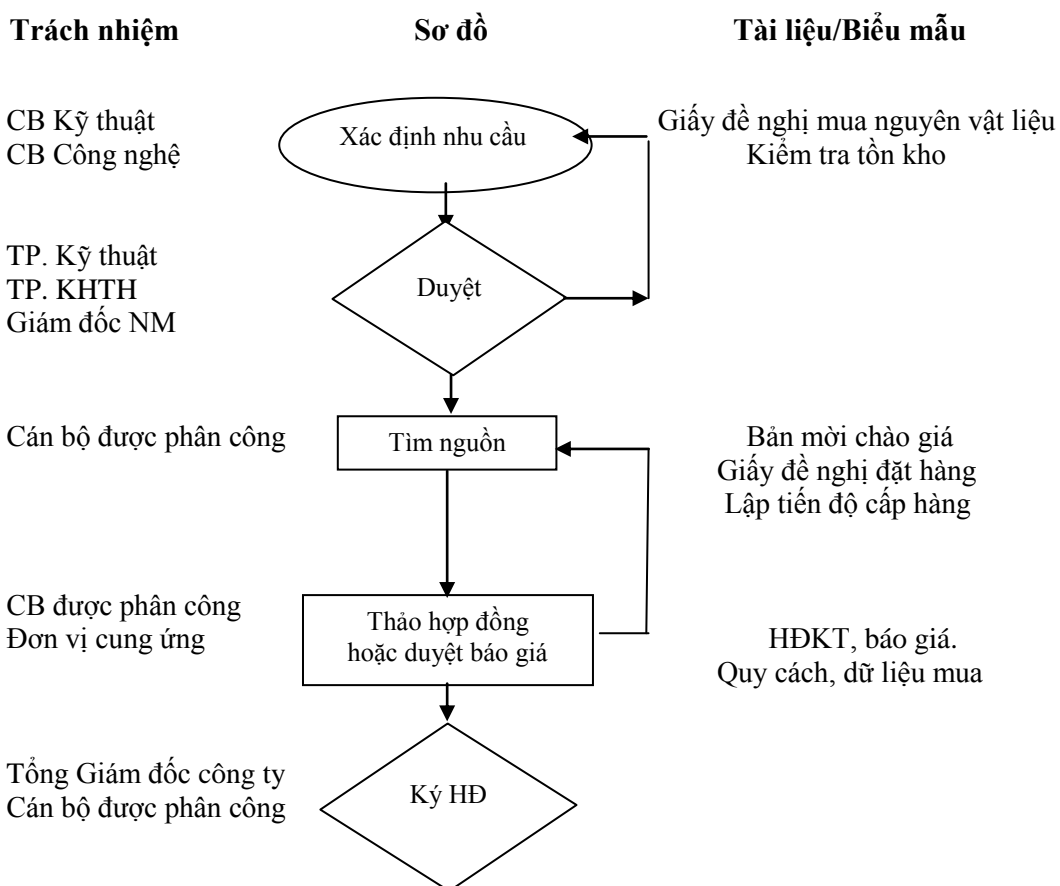 Trách nhiệm
Sơ đồ
Tài liệu/Biểu mẫu
CB Kỹ thuật
CB Công nghệ
Xác định nhu cầu
Giấy đề nghị mua nguyên vật liệu
Kiểm tra tồn kho
TP. Kỹ thuật
TP. KHTH
Giám đốc NM
Duyệt
Cán bộ được phân công
Tìm nguồn
Bản mời chào giá
Giấy đề nghị đặt hàng
Lập tiến độ cấp hàng
CB được phân công
Đơn vị cung ứng
Thảo hợp đồng
hoặc duyệt báo giá
HĐKT, báo giá.
Quy cách, dữ liệu mua
Tổng Giám đốc công ty
Cán bộ được phân công
Ký HĐ